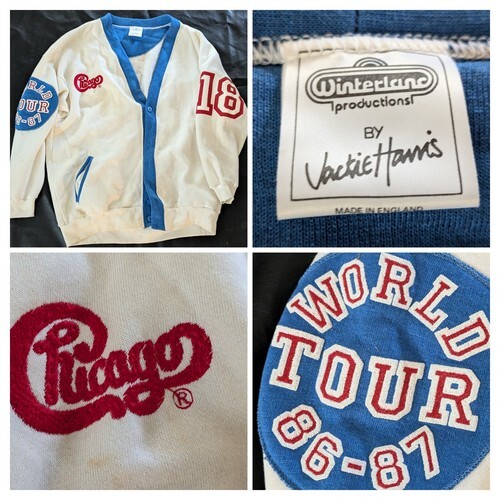 Chicago
18
WORLD
TOUR
86-87
Winterland
productions
BY
Jackie Harris
MADE IN ENGLAND
Chicago®
WORLD
TOUR
86-87